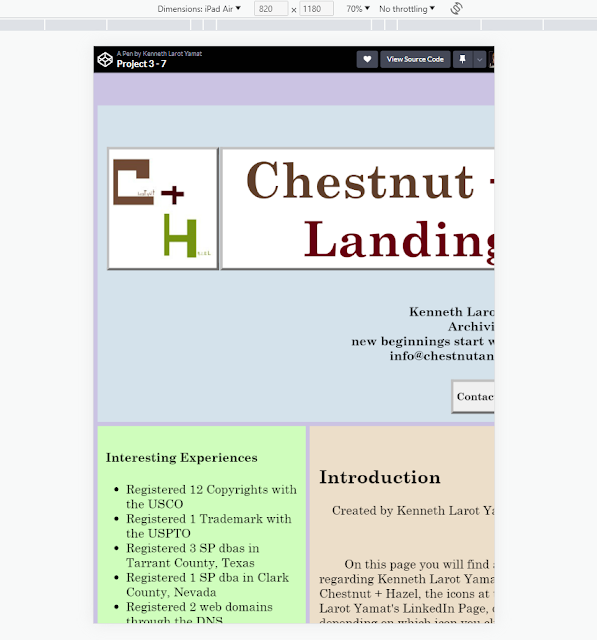 Dimensions: iPad Air 820 x 1180 70% No throttling
A Pen by Kenneth Larot Yamat
Project 3 - 7
View Source Code
C +
H
Chestnut
Landing
Kenneth Laro
Archivi
new beginnings start w
info@chestnutan
Contac
Interesting Experiences
Registered 12 Copyrights with
the USCO
Registered 1 Trademark with
the USPTO
Registered 3 SP dbas in
Tarrant County, Texas
Registered 1 SP dba in Clark
County, Nevada
Registered 2 web domains
through the DNS
Introduction
Created by Kenneth Larot Ya
On this page you will find a
regarding Kenneth Larot Yama
Chestnut + Hazel, the icons at
Larot Yamat's LinkedIn Page, o
depending on which icon you cl